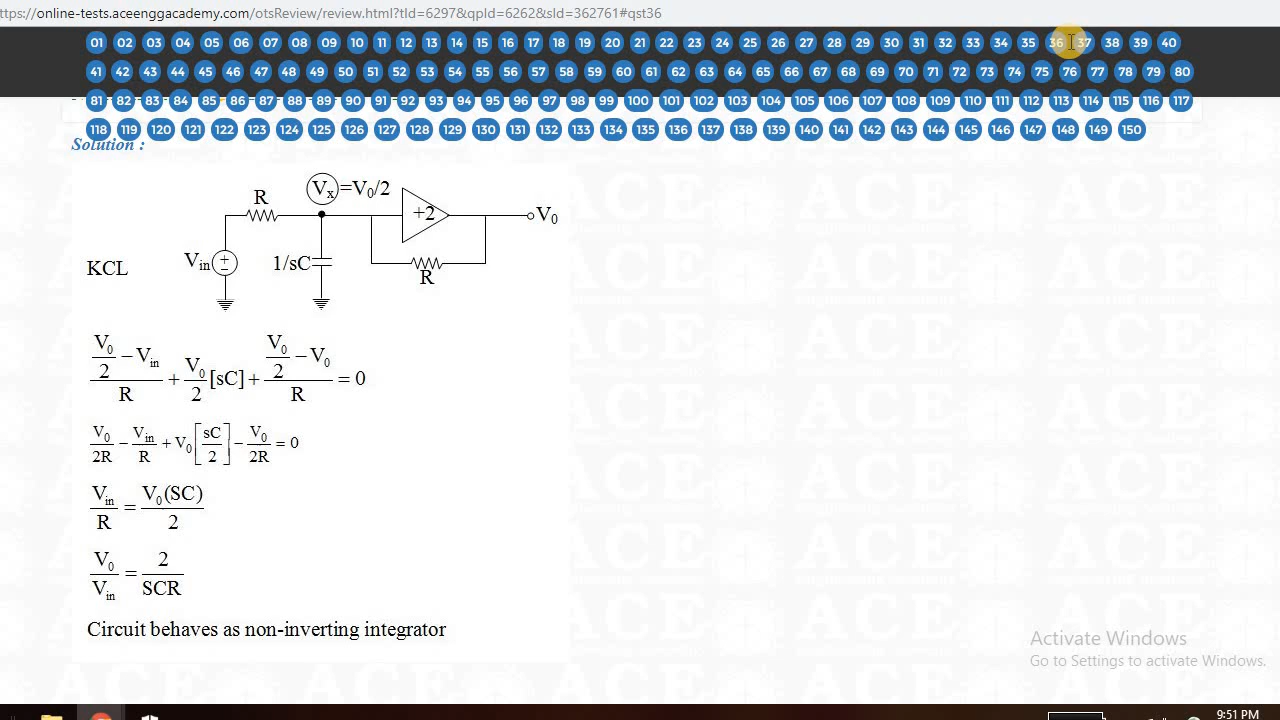 ttps://online-tests.aceenggacademy.com/otsReview/review.html?tId=6297&qpId=6262&sId=362761#qst36
01 02 03 04 05 06 07 08 09 10 11 12 13 14 15 16 17 18 19 20 21 22 23 24 25 26 27 28 29 30 31 32 33 34 35 36 37 38 39 40
41 42 43 44 45 46 47 48 49 50 51 52 53 54 55 56 57 58 59 60 61 62 63 64 65 66 67 68 69 70 71 72 73 74 75 76 77 78 79 80
81 82 83 84 85 86 87 88 89 90 91 92 93 94 95 96 97 98 99 100 101 102 103 104 105 106 107 108 109 110 111 112 113 114 115 116 117
118 119 120 121 122 123 124 125 126 127 128 129 130 131 132 133 134 135 136 137 138 139 140 141 142 143 144 145 146 147 148 149 150
Solution :
R
Vx=V0/2
+2
V0
KCL
Vin
+
−
1/sC
R
(V0/2 − Vin)/R + V0/2 [sC] + (V0/2 − V0)/R = 0
V0/2R − Vin/R + V0[sC/2] − V0/2R = 0
Vin/R = V0(SC)/2
V0/Vin = 2/SCR
Circuit behaves as non-inverting integrator
Activate Windows
Go to Settings to activate Windows.
9:51 PM